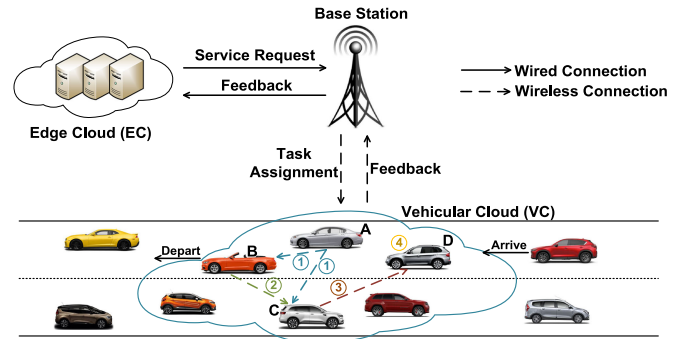 Base Station
Service Request
Feedback
Edge Cloud (EC)
Wired Connection
Wireless Connection
Task
Assignment
Feedback
Vehicular Cloud (VC)
A
B
C
D
Depart
Arrive
1
1
2
3
4